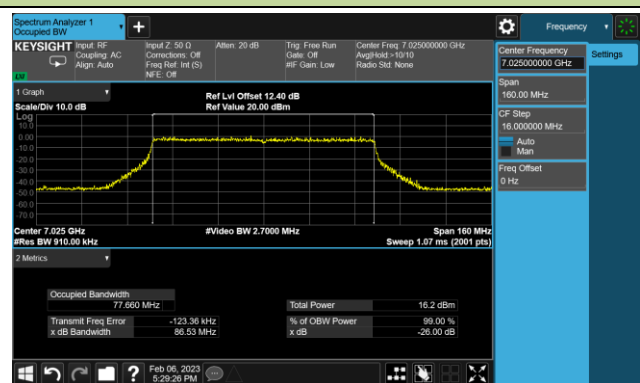 Spectrum Analyzer 1
Occupied BW
Frequency
KEYSIGHT
Input: RF
Coupling: AC
Align: Auto
Input Z: 50 Ω
Corrections: Off
Freq Ref: Int (S)
NFE: Off
Atten: 20 dB
Trig: Free Run
Gate: Off
#IF Gain: Low
Center Freq: 7.025000000 GHz
Avg|Hold:>10/10
Radio Std: None
Center Frequency
7.025000000 GHz
Settings
Span
160.00 MHz
CF Step
16.000000 MHz
Auto
Man
Freq Offset
0 Hz
1 Graph
Scale/Div 10.0 dB
Ref Lvl Offset 12.40 dB
Ref Value 20.00 dBm
Log
10.0
0.00
-10.0
-20.0
-30.0
-40.0
-50.0
-60.0
-70.0
Center 7.025 GHz
#Res BW 910.00 kHz
#Video BW 2.7000 MHz
Span 160 MHz
Sweep 1.07 ms (2001 pts)
2 Metrics
Occupied Bandwidth
77.660 MHz
Transmit Freq Error -123.36 kHz
x dB Bandwidth 86.53 MHz
Total Power 16.2 dBm
% of OBW Power 99.00 %
x dB -26.00 dB
Feb 06, 2023
5:29:26 PM